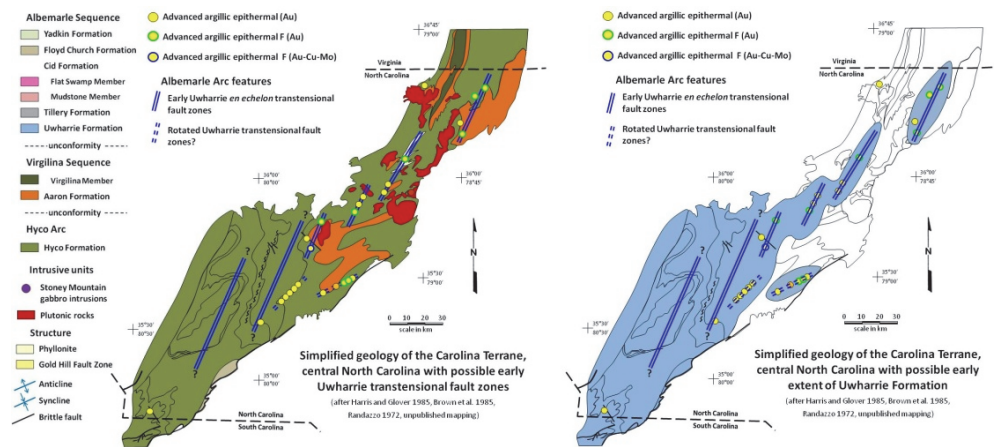 Albemarle Sequence
Yadkin Formation
Floyd Church Formation
Cid Formation
Flat Swamp Member
Mudstone Member
Tillery Formation
Uwharrie Formation
unconformity
Virgilina Sequence
Virgilina Member
Aaron Formation
unconformity
Hyco Arc
Hyco Formation
Intrusive units
Stoney Mountain
gabbro intrusions
Plutonic rocks
Structure
Phyllonite
Gold Hill Fault Zone
Anticline
Syncline
Brittle fault
Advanced argillic epithermal (Au)
Advanced argillic epithermal F (Au)
Advanced argillic epithermal F (Au-Cu-Mo)
Albemarle Arc features
Early Uwharrie en echelon transtensional
fault zones
Rotated Uwharrie transtensional fault
zones?
36°45'
79°00'
Virginia
North Carolina
36°00'
80°00'
36°00'
78°45'
?
?
?
?
?
N
35°30'
79°00'
35°30'
80°30'
0 10 20 30
scale in km
35°00'
80°00'
North Carolina
South Carolina
Simplified geology of the Carolina Terrane,
central North Carolina with possible early
Uwharrie transtensional fault zones
(after Harris and Glover 1985, Brown et al. 1985,
Randazzo 1972, unpublished mapping)
Advanced argillic epithermal (Au)
Advanced argillic epithermal F (Au)
Advanced argillic epithermal F (Au-Cu-Mo)
Albemarle Arc features
Early Uwharrie en echelon transtensional
fault zones
Rotated Uwharrie transtensional fault
zones?
36°45'
79°00'
Virginia
North Carolina
36°00'
80°00'
36°00'
78°45'
?
?
?
?
N
35°30'
79°00'
35°30'
80°30'
0 10 20 30
scale in km
35°00'
80°00'
North Carolina
South Carolina
Simplified geology of the Carolina Terrane,
central North Carolina with possible early
extent of Uwharrie Formation
(after Harris and Glover 1985, Brown et al. 1985,
Randazzo 1972, unpublished mapping)